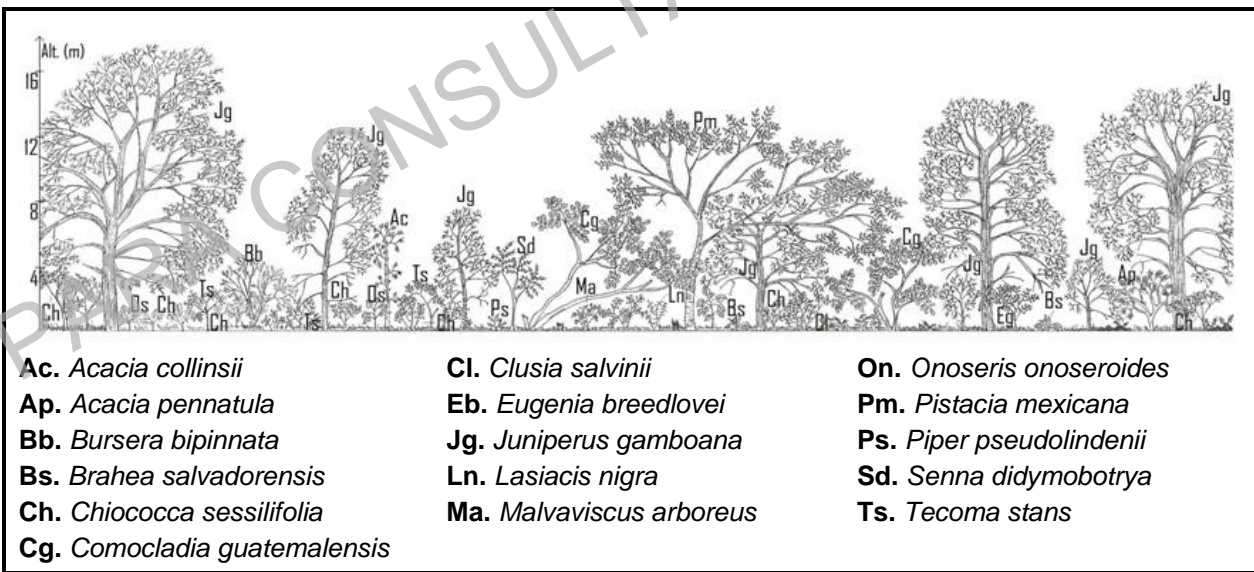 PARA CONSULTA
Alt. (m)
16
12
8
4
Jg
Jg
Pm
Jg
Jg
Ac
Cg
Sd
Cg
Bb
Ts
Ts
Ma
Jg
Jg
Jg
Ap
Ch
Os
Ch
Ch
Ch
Os
Ps
Ln
Bs
Ch
Bs
Ts
Ch
Cl
Eg
Ch
Ac. Acacia collinsii
Ap. Acacia pennatula
Bb. Bursera bipinnata
Bs. Brahea salvadorensis
Ch. Chiococca sessilifolia
Cg. Comocladia guatemalensis
Cl. Clusia salvinii
Eb. Eugenia breedlovei
Jg. Juniperus gamboana
Ln. Lasiacis nigra
Ma. Malvaviscus arboreus
On. Onoseris onoseroides
Pm. Pistacia mexicana
Ps. Piper pseudolindenii
Sd. Senna didymobotrya
Ts. Tecoma stans